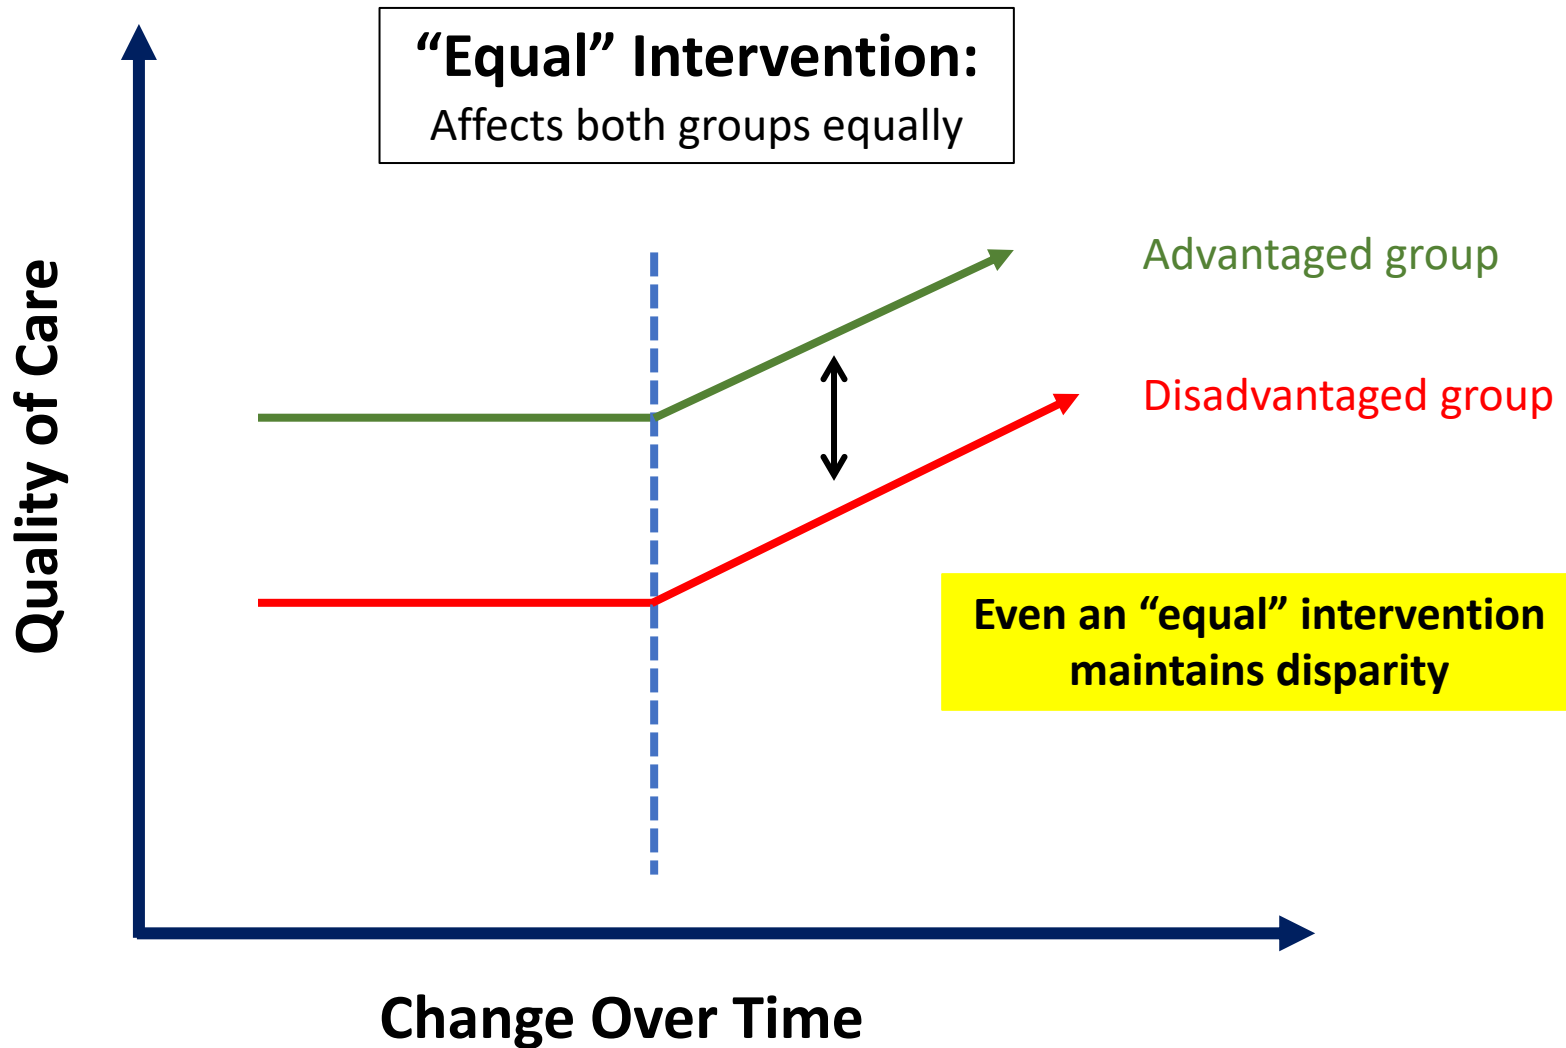 “Equal” Intervention:
Affects both groups equally
Quality of Care
Advantaged group
Disadvantaged group
Even an “equal” intervention
maintains disparity
Change Over Time